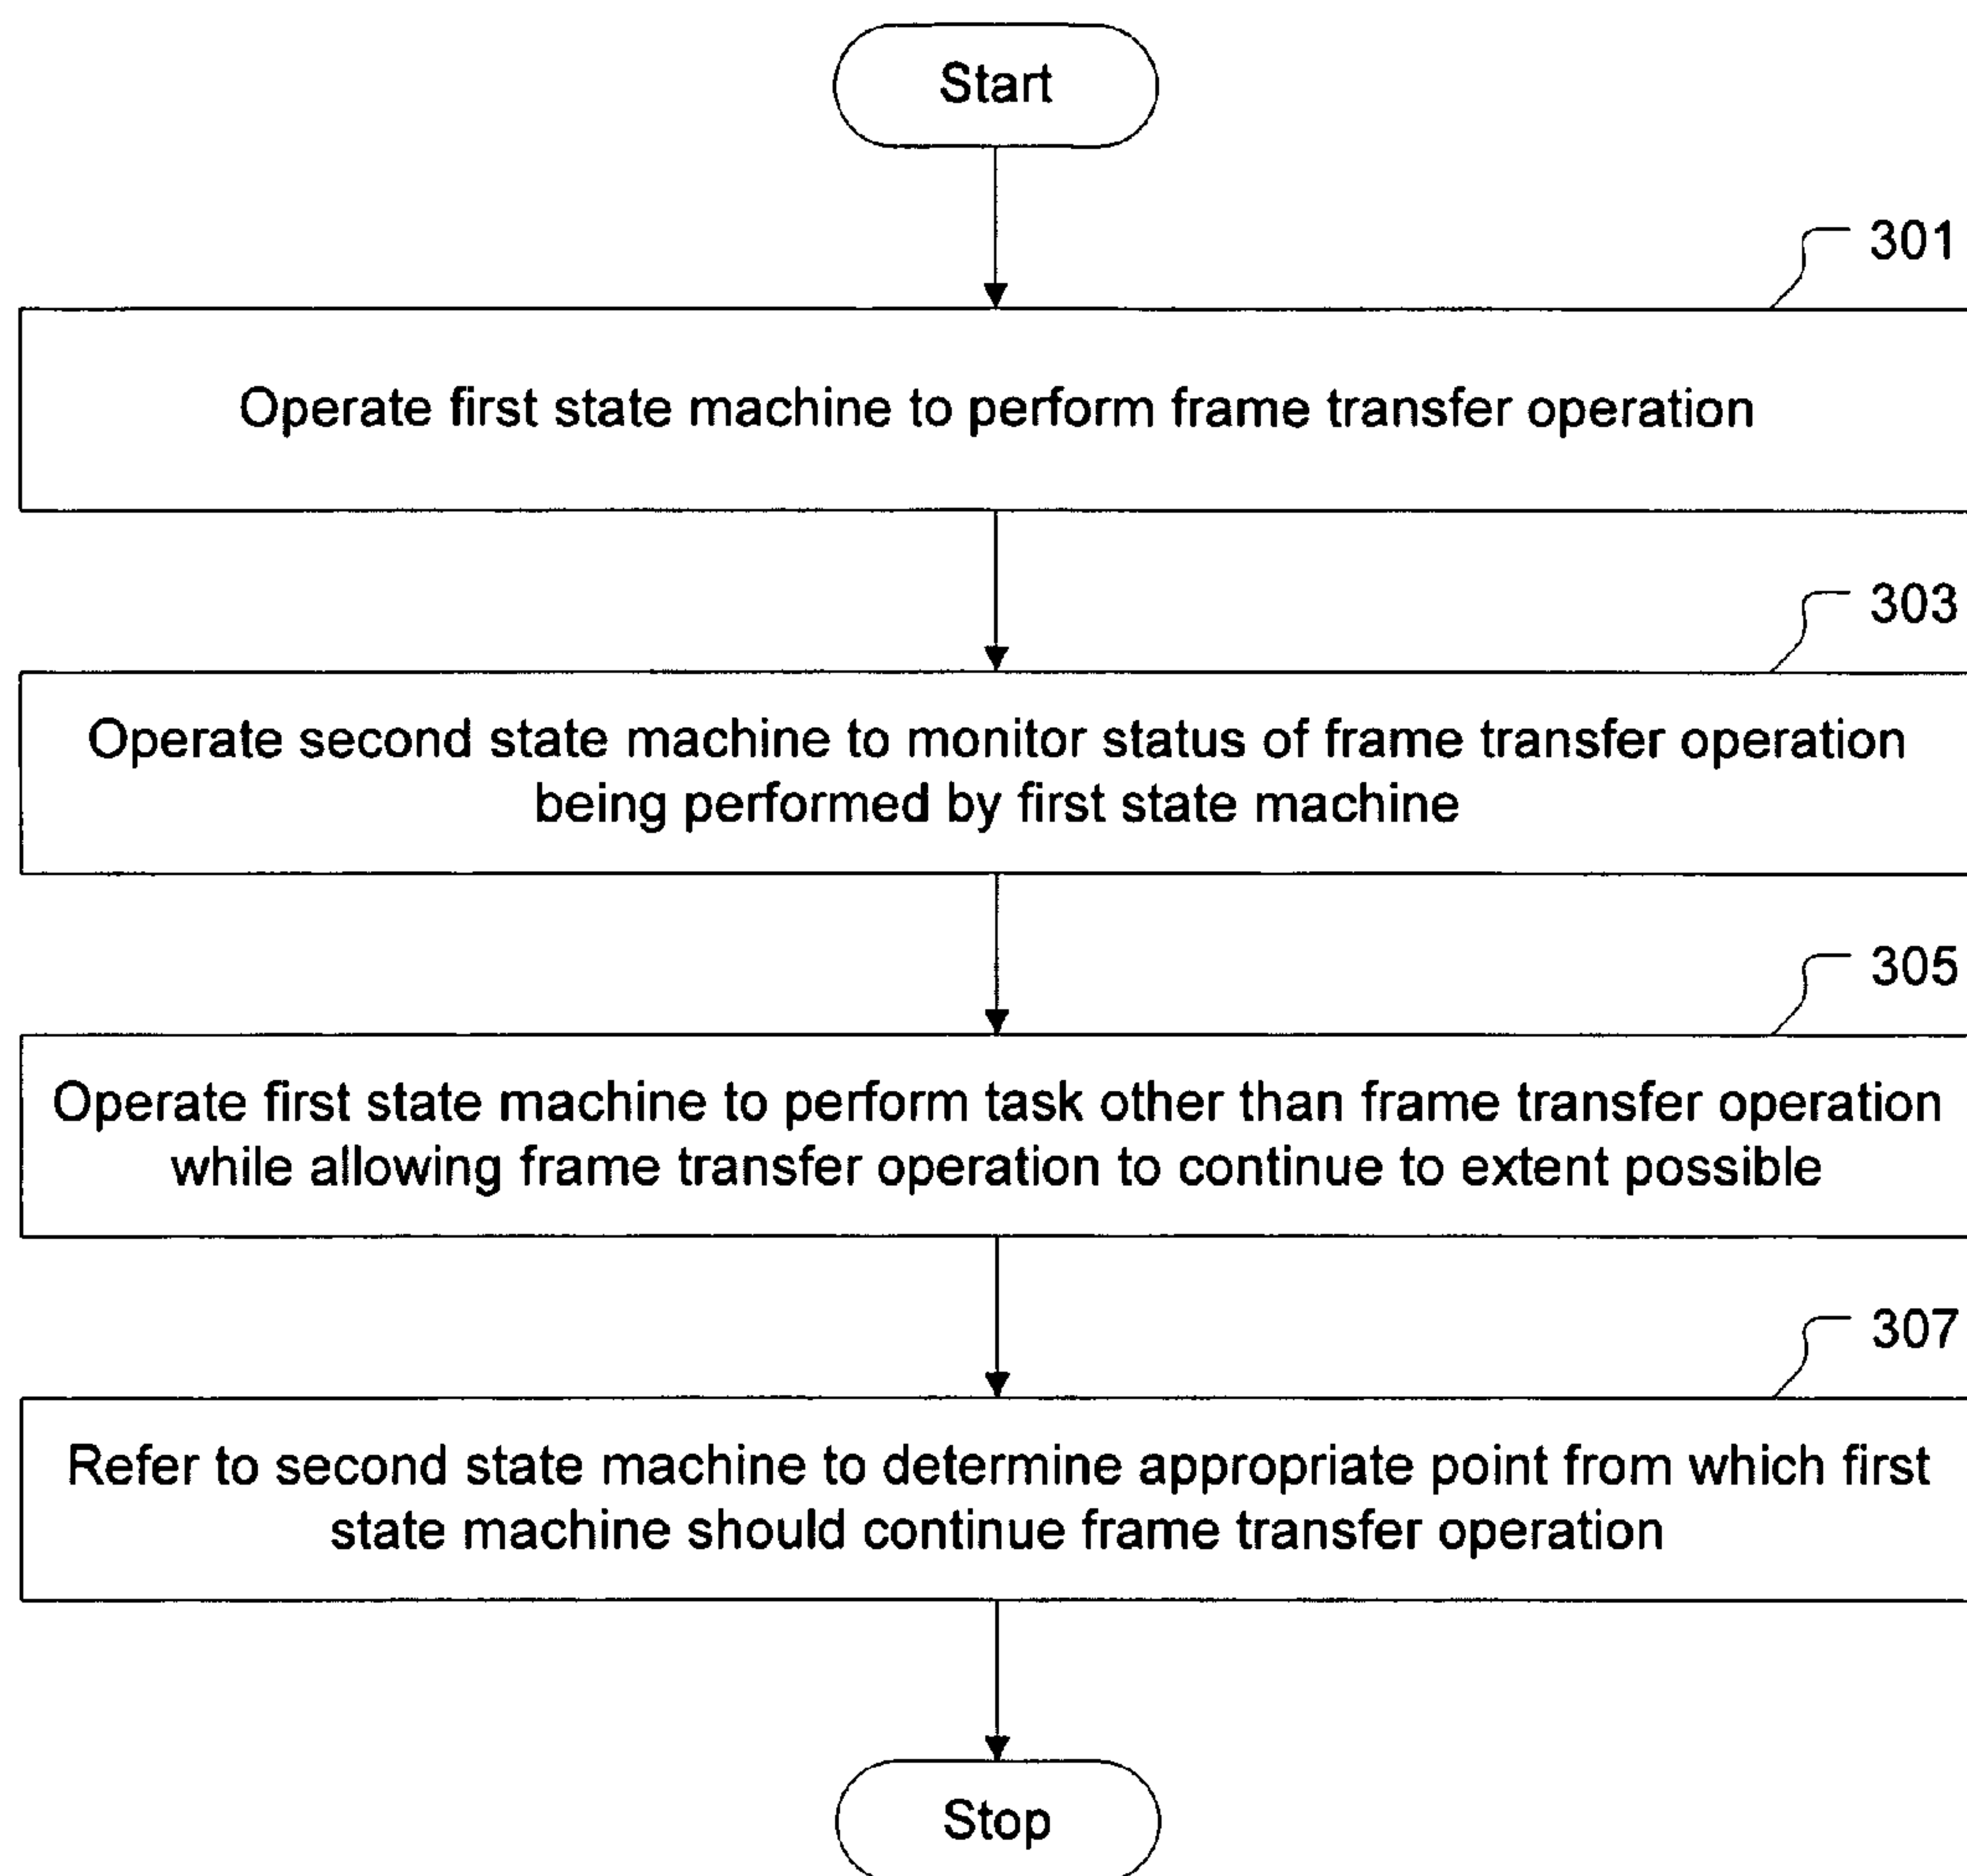 Start
301
Operate first state machine to perform frame transfer operation
303
Operate second state machine to monitor status of frame transfer operation
being performed by first state machine
305
Operate first state machine to perform task other than frame transfer operation
while allowing frame transfer operation to continue to extent possible
307
Refer to second state machine to determine appropriate point from which first
state machine should continue frame transfer operation
Stop